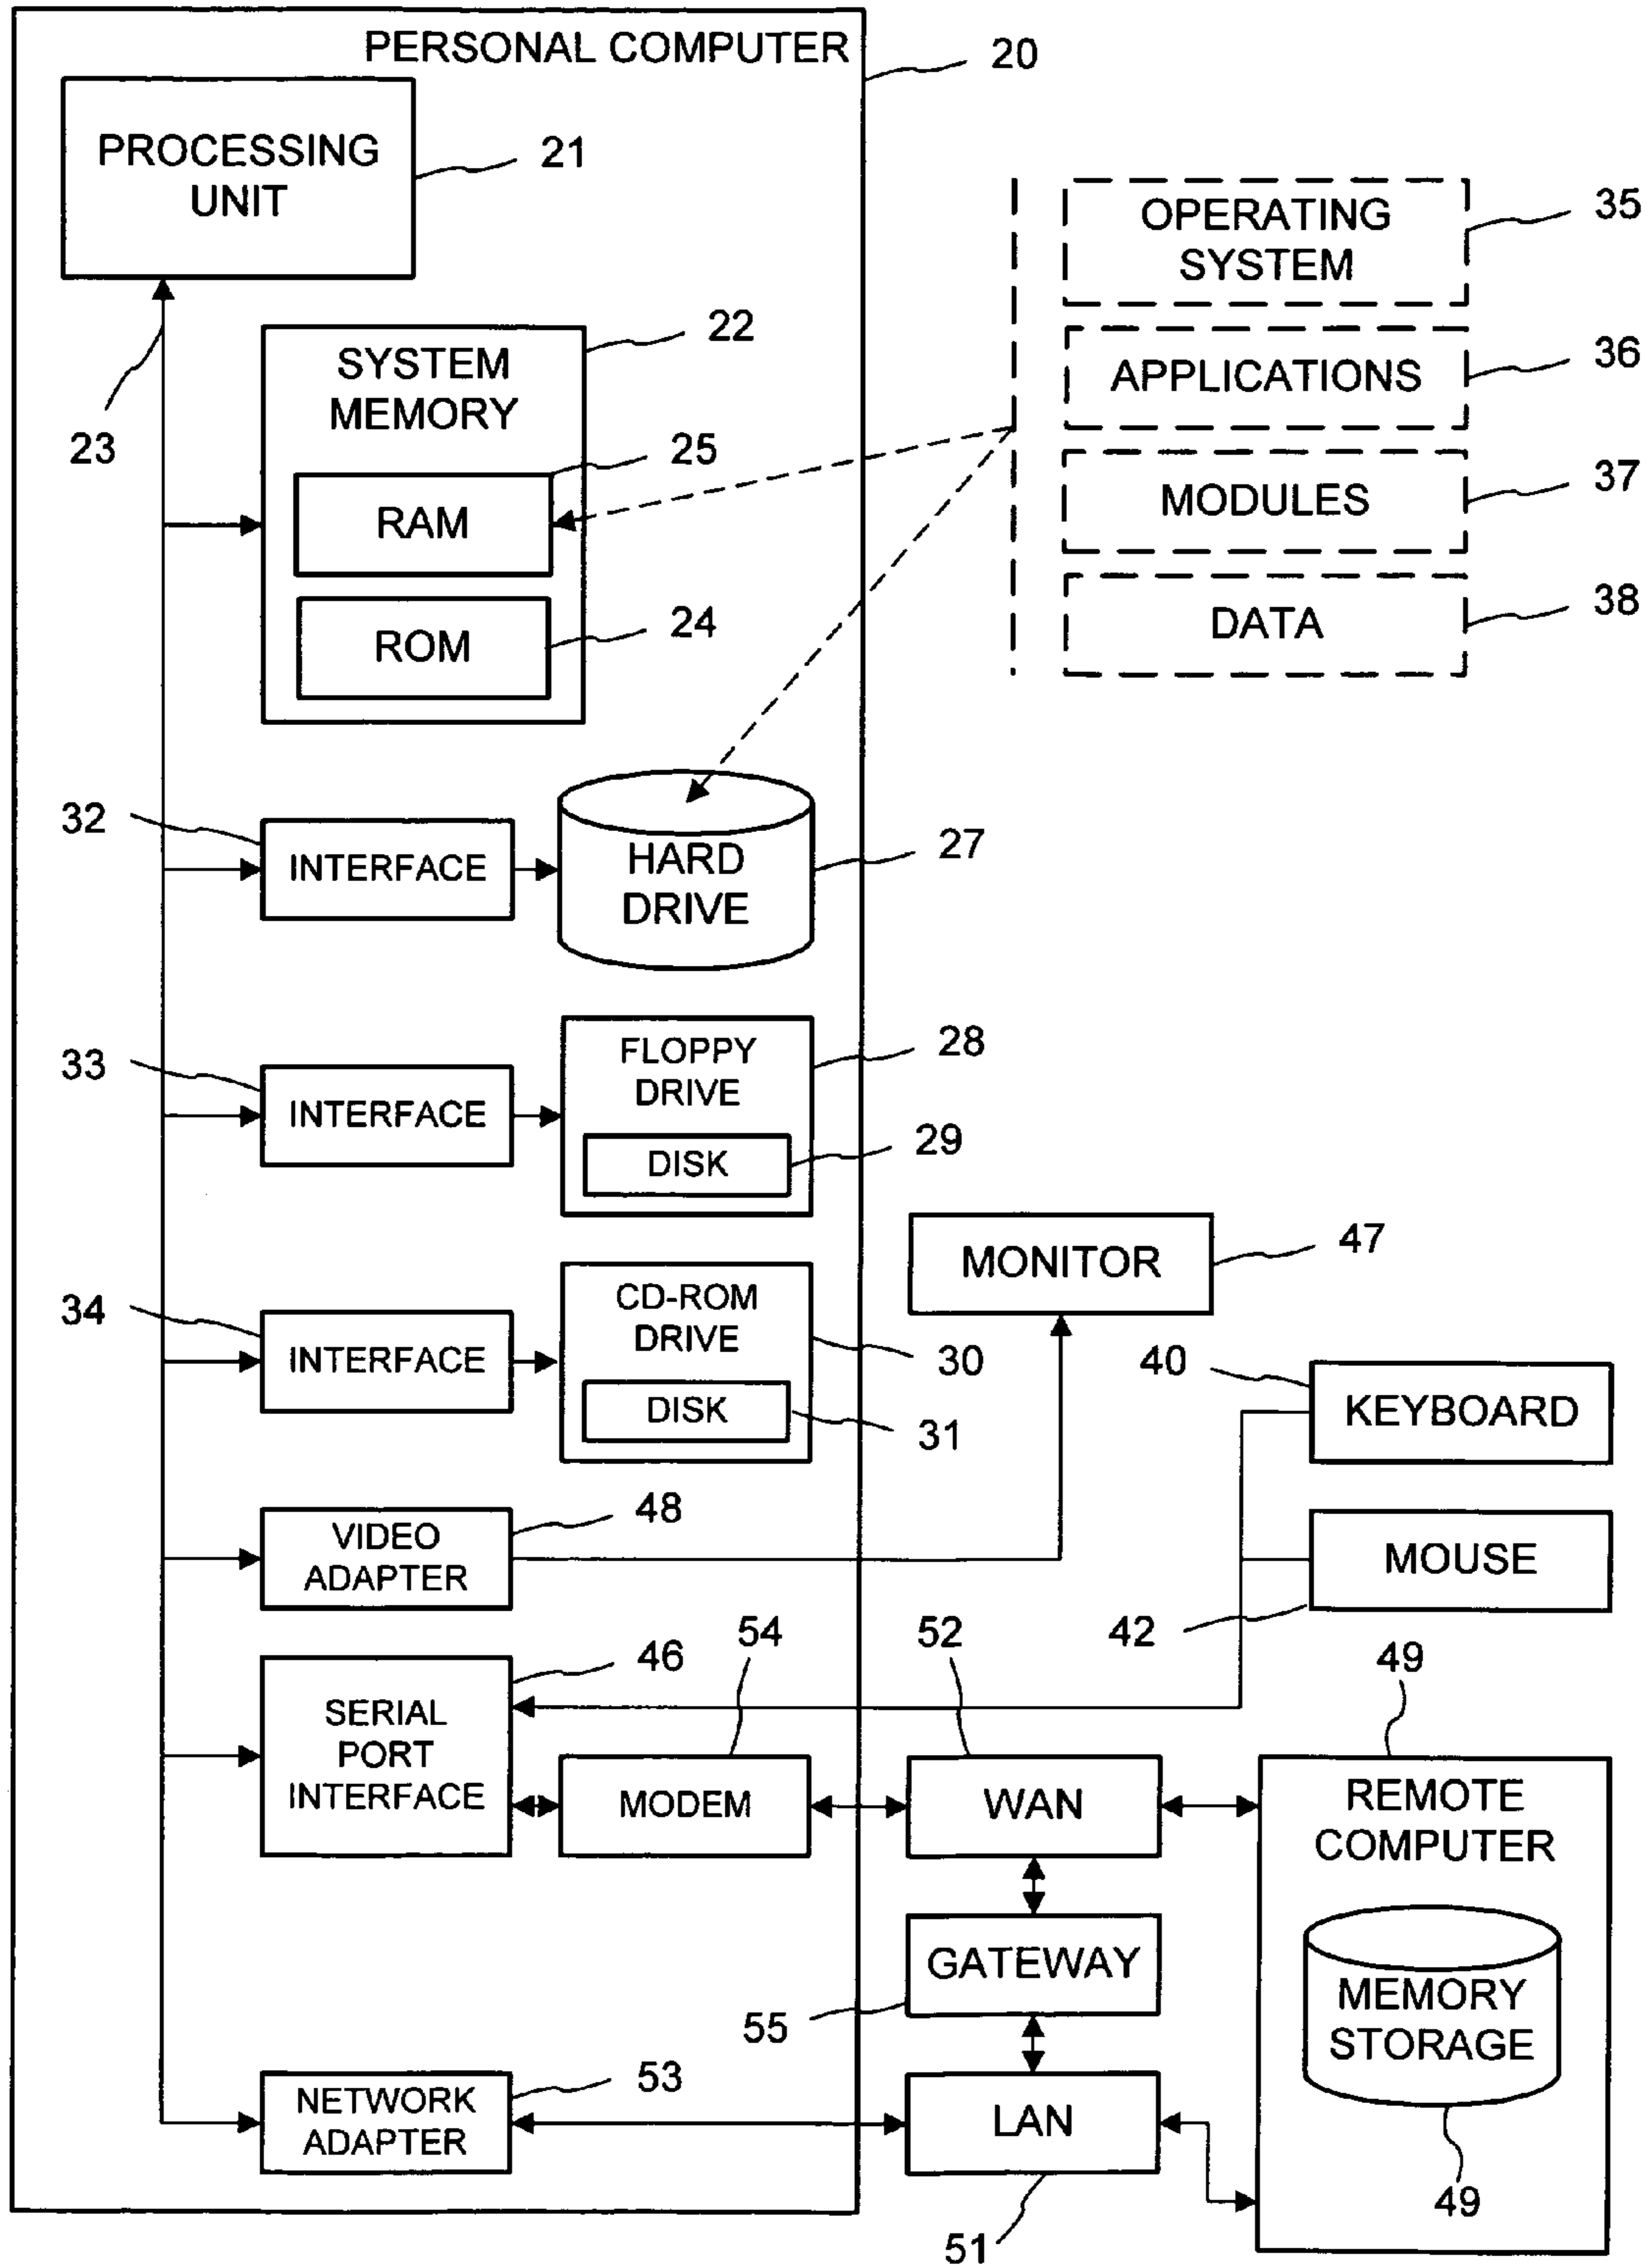 PERSONAL COMPUTER
20
PROCESSING
UNIT
21
23
SYSTEM
MEMORY
22
RAM
25
ROM
24
OPERATING
SYSTEM
35
APPLICATIONS
36
MODULES
37
DATA
38
32
INTERFACE
HARD
DRIVE
27
33
INTERFACE
FLOPPY
DRIVE
28
DISK
29
34
INTERFACE
CD-ROM
DRIVE
30
DISK
31
MONITOR
47
40
KEYBOARD
MOUSE
42
VIDEO
ADAPTER
48
SERIAL
PORT
INTERFACE
46
MODEM
54
WAN
52
REMOTE
COMPUTER
49
GATEWAY
55
MEMORY
STORAGE
49
NETWORK
ADAPTER
53
LAN
51